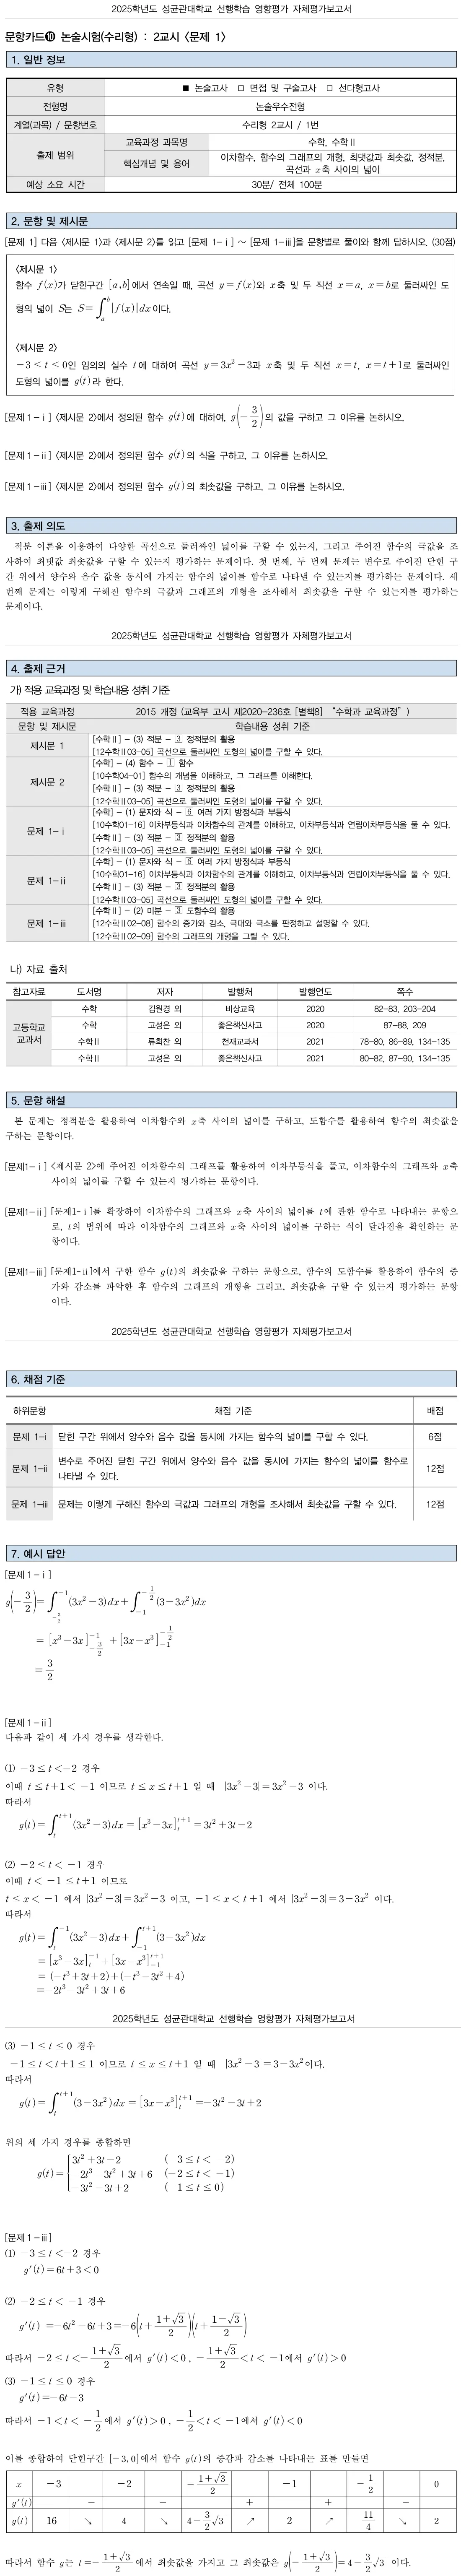 2025학년도 성균관대학교 선행학습 영향평가 자체평가보고서
문항카드❿ 논술시험(수리형) : 2교시 〈문제 1〉
1. 일반 정보
유형 ■ 논술고사 □ 면접 및 구술고사 □ 선다형고사
전형명 논술우수전형
계열(과목) / 문항번호 수리형 2교시 / 1번
출제 범위 교육과정 과목명 수학, 수학Ⅱ
핵심개념 및 용어 이차함수, 함수의 그래프의 개형, 최댓값과 최솟값, 정적분,
곡선과 x축 사이의 넓이
예상 소요 시간 30분/ 전체 100분
2. 문항 및 제시문
[문제 1] 다음 〈제시문 1〉과 〈제시문 2〉를 읽고 [문제 1-ⅰ] ~ [문제 1-ⅲ]을 문항별로 풀이와 함께 답하시오. (30점)
〈제시문 1〉
함수 f(x)가 닫힌구간 [a,b]에서 연속일 때, 곡선 y=f(x)와 x축 및 두 직선 x=a, x=b로 둘러싸인 도
형의 넓이 S는 S=∫_a^b |f(x)|dx이다.
〈제시문 2〉
-3≤t≤0인 임의의 실수 t에 대하여 곡선 y=3x²-3과 x축 및 두 직선 x=t, x=t+1로 둘러싸인
도형의 넓이를 g(t)라 한다.
[문제 1-ⅰ] 〈제시문 2〉에서 정의된 함수 g(t)에 대하여, g(-3/2)의 값을 구하고 그 이유를 논하시오.
[문제 1-ⅱ] 〈제시문 2〉에서 정의된 함수 g(t)의 식을 구하고, 그 이유를 논하시오.
[문제 1-ⅲ] 〈제시문 2〉에서 정의된 함수 g(t)의 최솟값을 구하고, 그 이유를 논하시오.
3. 출제 의도
적분 이론을 이용하여 다양한 곡선으로 둘러싸인 넓이를 구할 수 있는지, 그리고 주어진 함수의 극값을 조
사하여 최댓값 최솟값을 구할 수 있는지 평가하는 문제이다. 첫 번째, 두 번째 문제는 변수로 주어진 닫힌 구
간 위에서 양수와 음수 값을 동시에 가지는 함수의 넓이를 함수로 나타낼 수 있는지를 평가하는 문제이다. 세
번째 문제는 이렇게 구해진 함수의 극값과 그래프의 개형을 조사해서 최솟값을 구할 수 있는지를 평가하는
문제이다.
2025학년도 성균관대학교 선행학습 영향평가 자체평가보고서
4. 출제 근거
가) 적용 교육과정 및 학습내용 성취 기준
적용 교육과정 2015 개정 (교육부 고시 제2020-236호 [별책8] “수학과 교육과정”)
문항 및 제시문 학습내용 성취 기준
제시문 1 [수학Ⅱ] - (3) 적분 - ③ 정적분의 활용
[12수학Ⅱ03-05] 곡선으로 둘러싸인 도형의 넓이를 구할 수 있다.
제시문 2 [수학] - (4) 함수 - ① 함수
[10수학04-01] 함수의 개념을 이해하고, 그 그래프를 이해한다.
[수학Ⅱ] - (3) 적분 - ③ 정적분의 활용
[12수학Ⅱ03-05] 곡선으로 둘러싸인 도형의 넓이를 구할 수 있다.
문제 1-ⅰ [수학] - (1) 문자와 식 - ⑥ 여러 가지 방정식과 부등식
[10수학01-16] 이차부등식과 이차함수의 관계를 이해하고, 이차부등식과 연립이차부등식을 풀 수 있다.
[수학Ⅱ] - (3) 적분 - ③ 정적분의 활용
[12수학Ⅱ03-05] 곡선으로 둘러싸인 도형의 넓이를 구할 수 있다.
문제 1-ⅱ [수학] - (1) 문자와 식 - ⑥ 여러 가지 방정식과 부등식
[10수학01-16] 이차부등식과 이차함수의 관계를 이해하고, 이차부등식과 연립이차부등식을 풀 수 있다.
[수학Ⅱ] - (3) 적분 - ③ 정적분의 활용
[12수학Ⅱ03-05] 곡선으로 둘러싸인 도형의 넓이를 구할 수 있다.
문제 1-ⅲ [수학Ⅱ] - (2) 미분 - ③ 도함수의 활용
[12수학Ⅱ02-08] 함수의 증가와 감소, 극대와 극소를 판정하고 설명할 수 있다.
[12수학Ⅱ02-09] 함수의 그래프의 개형을 그릴 수 있다.
나) 자료 출처
참고자료 도서명 저자 발행처 발행연도 쪽수
고등학교 교과서 수학 김원경 외 비상교육 2020 82-83, 203-204
수학 고성은 외 좋은책신사고 2020 87-88, 209
수학Ⅱ 류희찬 외 천재교과서 2021 78-80, 86-89, 134-135
수학Ⅱ 고성은 외 좋은책신사고 2021 80-82, 87-90, 134-135
5. 문항 해설
본 문제는 정적분을 활용하여 이차함수와 x축 사이의 넓이를 구하고, 도함수를 활용하여 함수의 최솟값을
구하는 문항이다.
[문제1-ⅰ] 〈제시문 2〉에 주어진 이차함수의 그래프를 활용하여 이차부등식을 풀고, 이차함수의 그래프와 x축
사이의 넓이를 구할 수 있는지 평가하는 문항이다.
[문제1-ⅱ] [문제1-ⅰ]를 확장하여 이차함수의 그래프와 x축 사이의 넓이를 t에 관한 함수로 나타내는 문항으
로, t의 범위에 따라 이차함수의 그래프와 x축 사이의 넓이를 구하는 식이 달라짐을 확인하는 문
항이다.
[문제1-ⅲ] [문제1-ⅱ]에서 구한 함수 g(t)의 최솟값을 구하는 문항으로, 함수의 도함수를 활용하여 함수의 증
가와 감소를 파악한 후 함수의 그래프의 개형을 그리고, 최솟값을 구할 수 있는지 평가하는 문항
이다.
2025학년도 성균관대학교 선행학습 영향평가 자체평가보고서
6. 채점 기준
하위문항 채점 기준 배점
문제 1-ⅰ 닫힌 구간 위에서 양수와 음수 값을 동시에 가지는 함수의 넓이를 구할 수 있다. 6점
문제 1-ⅱ 변수로 주어진 닫힌 구간 위에서 양수와 음수 값을 동시에 가지는 함수의 넓이를 함수로
나타낼 수 있다. 12점
문제 1-ⅲ 문제는 이렇게 구해진 함수의 극값과 그래프의 개형을 조사해서 최솟값을 구할 수 있다. 12점
7. 예시 답안
[문제 1-ⅰ]
g(-3/2)=∫_{-3/2}^{-1}(3x²-3)dx+∫_{-1}^{-1/2}(3-3x²)dx
= [x³-3x]_{-3/2}^{-1} + [3x-x³]_{-1}^{-1/2}
= 3/2
[문제 1-ⅱ]
다음과 같이 세 가지 경우를 생각한다.
(1) -3≤t<-2 경우
이때 t≤t+1<-1 이므로 t≤x≤t+1 일 때 |3x²-3|=3x²-3 이다.
따라서
g(t)=∫_t^{t+1}(3x²-3)dx = [x³-3x]_t^{t+1} = 3t²+3t-2
(2) -2≤t<-1 경우
이때 t<-1≤t+1 이므로
t≤x<-1 에서 |3x²-3|=3x²-3 이고, -1≤x<t+1 에서 |3x²-3|=3-3x² 이다.
따라서
g(t)=∫_t^{-1}(3x²-3)dx+∫_{-1}^{t+1}(3-3x²)dx
= [x³-3x]_t^{-1}+[3x-x³]_{-1}^{t+1}
= (-t³+3t+2)+(-t³-3t²+4)
=-2t³-3t²+3t+6
2025학년도 성균관대학교 선행학습 영향평가 자체평가보고서
(3) -1≤t≤0 경우
-1≤t<t+1≤1 이므로 t≤x≤t+1 일 때 |3x²-3|=3-3x²이다.
따라서
g(t)=∫_t^{t+1}(3-3x²)dx = [3x-x³]_t^{t+1} =-3t²-3t+2
위의 세 가지 경우를 종합하면
g(t)= { 3t²+3t-2 (-3≤t<-2)
-2t³-3t²+3t+6 (-2≤t<-1)
-3t²-3t+2 (-1≤t≤0)
[문제 1-ⅲ]
(1) -3≤t<-2 경우
g′(t)=6t+3<0
(2) -2≤t<-1 경우
g′(t) =-6t²-6t+3=-6(t+(1+√3)/2)(t+(1-√3)/2)
따라서 -2≤t<-(1+√3)/2 에서 g′(t)<0, -(1+√3)/2<t<-1에서 g′(t)>0
(3) -1≤t≤0 경우
g′(t)=-6t-3
따라서 -1<t<-1/2 에서 g′(t)>0, -1/2<t<-1에서 g′(t)<0
이를 종합하여 닫힌구간 [-3,0]에서 함수 g(t)의 증감과 감소를 나타내는 표를 만들면
x -3 -2 -(1+√3)/2 -1 -1/2 0
g′(t) - - + + -
g(t) 16 ↘ 4 ↘ 4-3/2√3 ↗ 2 ↗ 11/4 ↘ 2
따라서 함수 g는 t=-(1+√3)/2 에서 최솟값을 가지고 그 최솟값은 g(-(1+√3)/2)=4-3/2√3 이다.